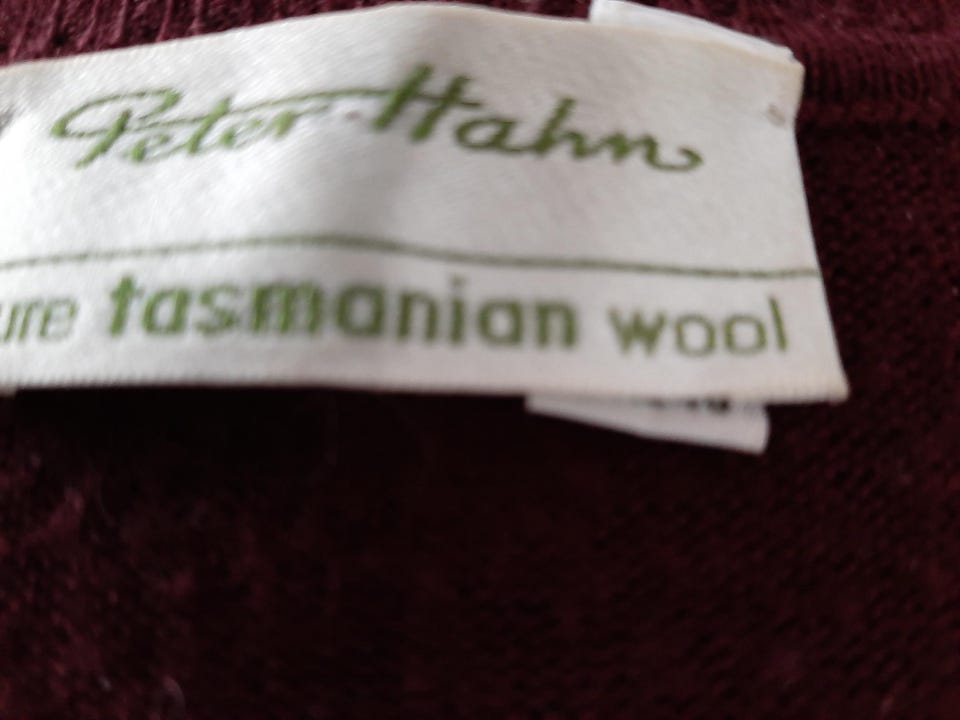 Peter Hahn
ure tasmanian wool